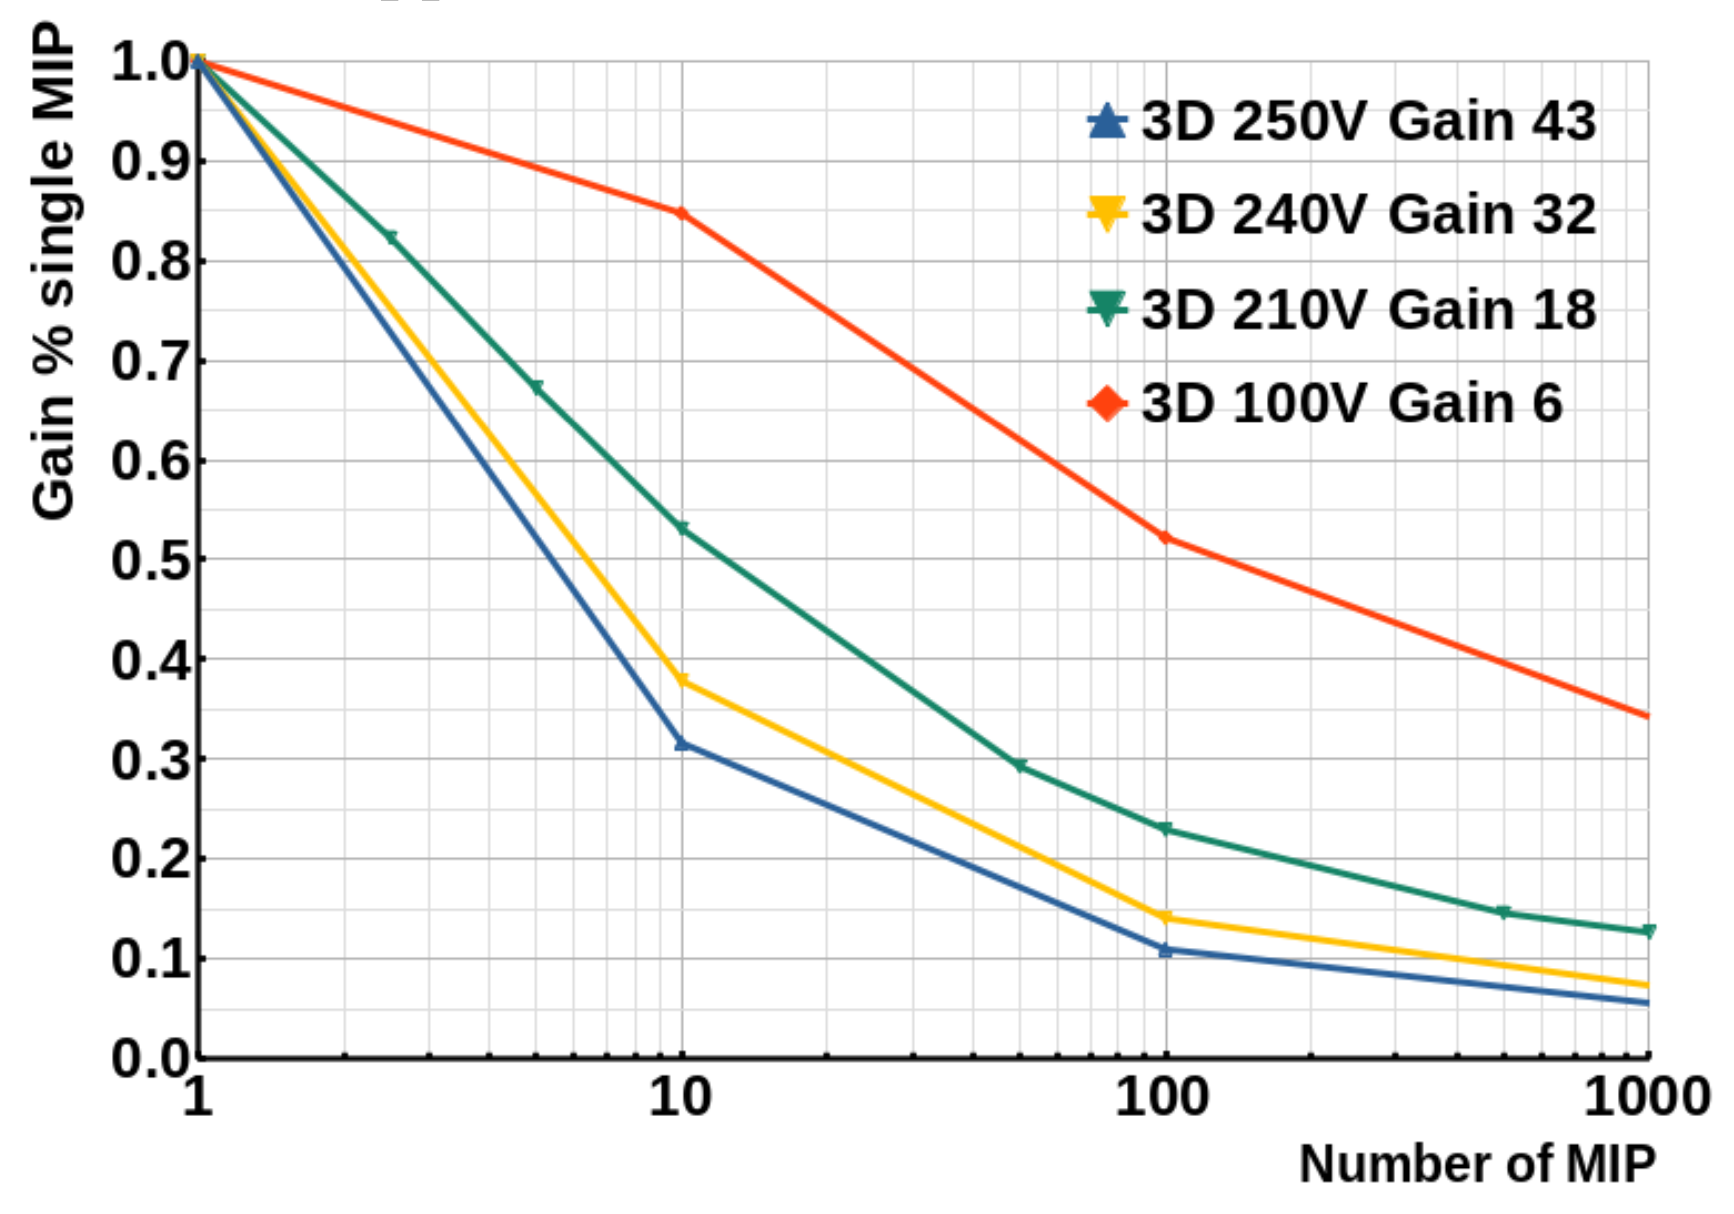 Gain % single MIP
1.0
0.9
0.8
0.7
0.6
0.5
0.4
0.3
0.2
0.1
0.0
3D 250V Gain 43
3D 240V Gain 32
3D 210V Gain 18
3D 100V Gain 6
1 10 100 1000
Number of MIP